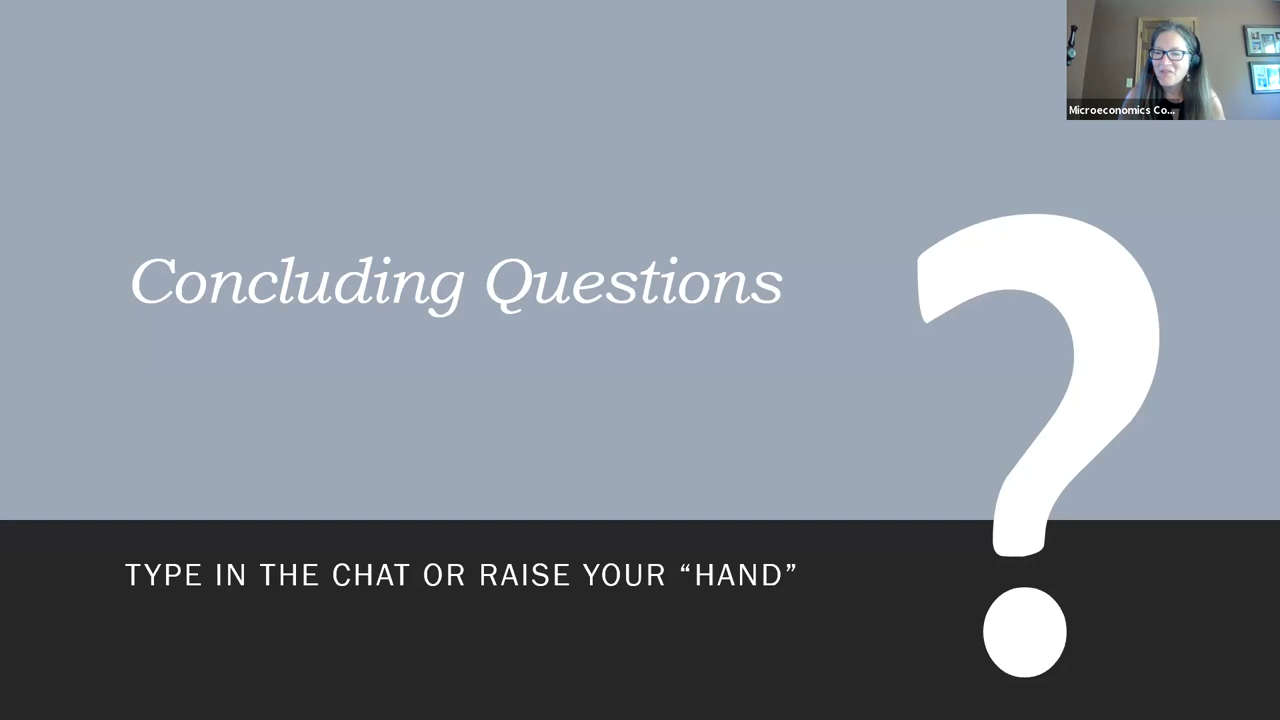 Microeconomics Co...
Concluding Questions
?
TYPE IN THE CHAT OR RAISE YOUR “HAND”